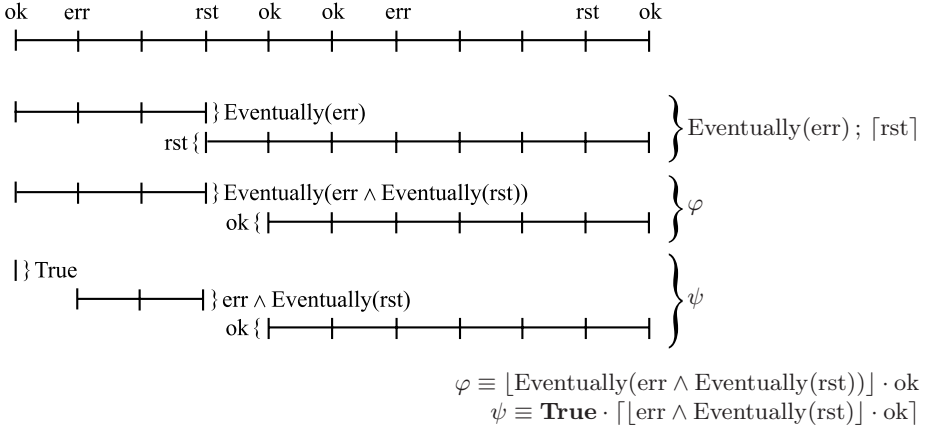 ok err rst ok ok err rst ok
} Eventually(err)
rst {
Eventually(err) ; ⌈rst⌉
} Eventually(err ∧ Eventually(rst))
ok {
φ
} True
} err ∧ Eventually(rst)
ok {
ψ
φ ≡ ⌊Eventually(err ∧ Eventually(rst))⌋ · ok
ψ ≡ True · ⌈⌊err ∧ Eventually(rst)⌋ · ok⌉